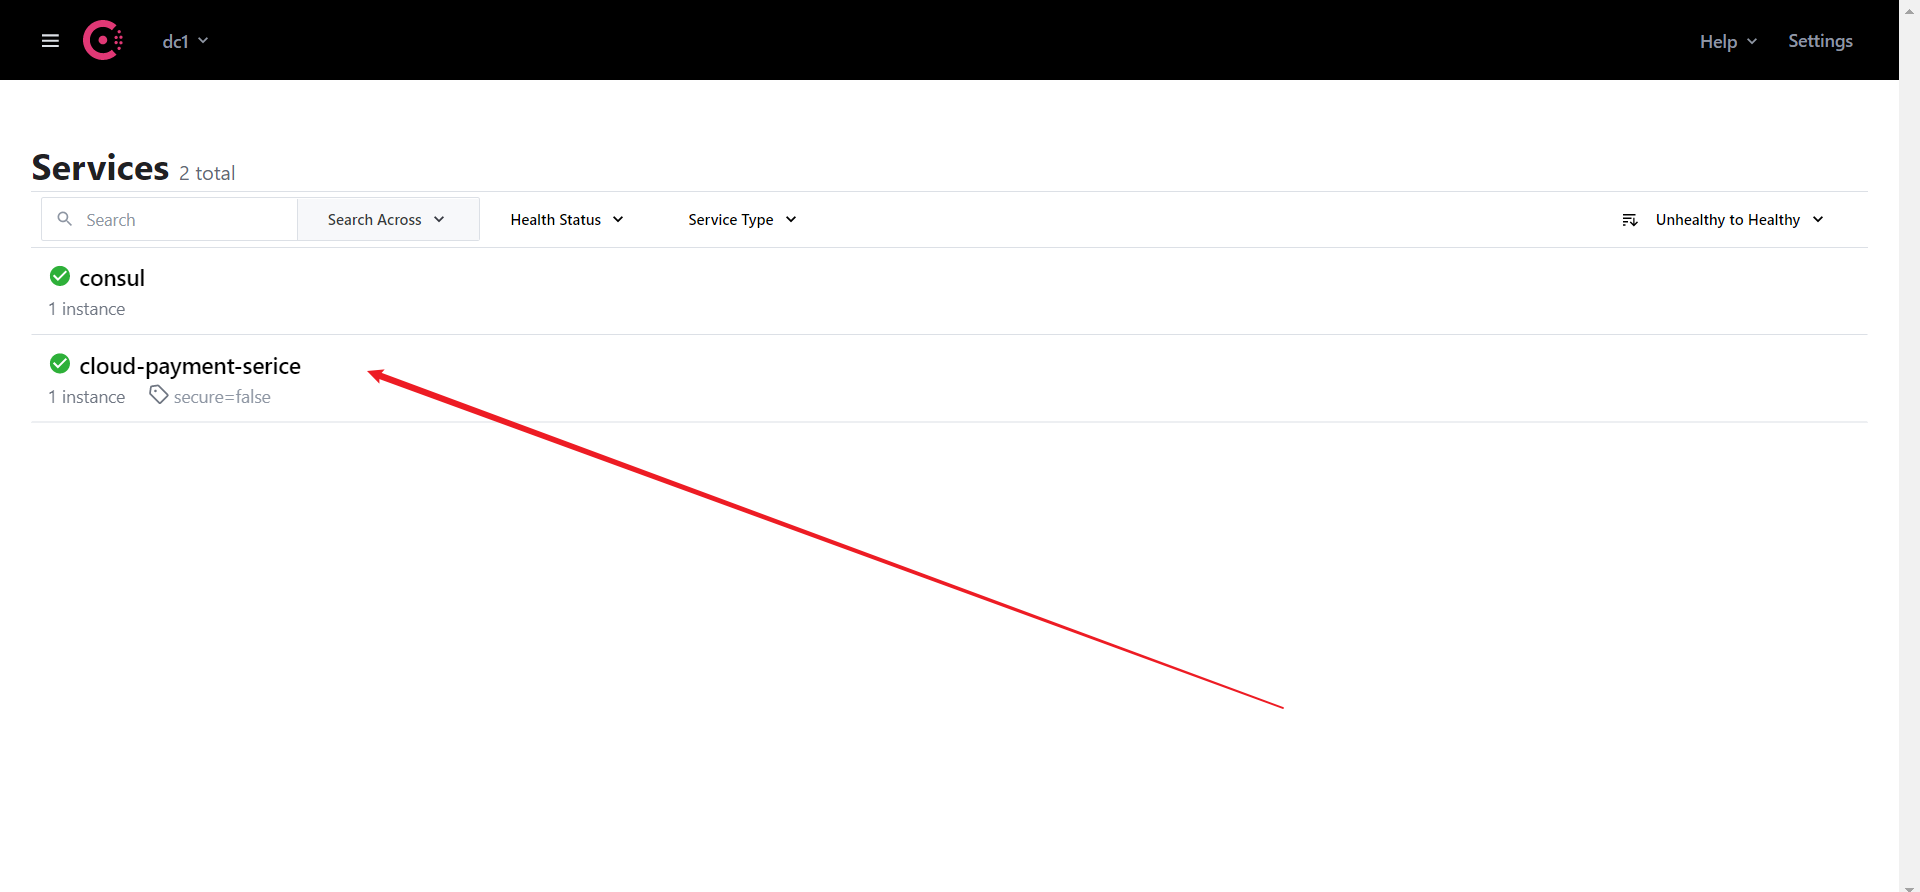 dc1
Help
Settings
Services 2 total
Search
Search Across
Health Status
Service Type
Unhealthy to Healthy
consul
1 instance
cloud-payment-serice
1 instance secure=false